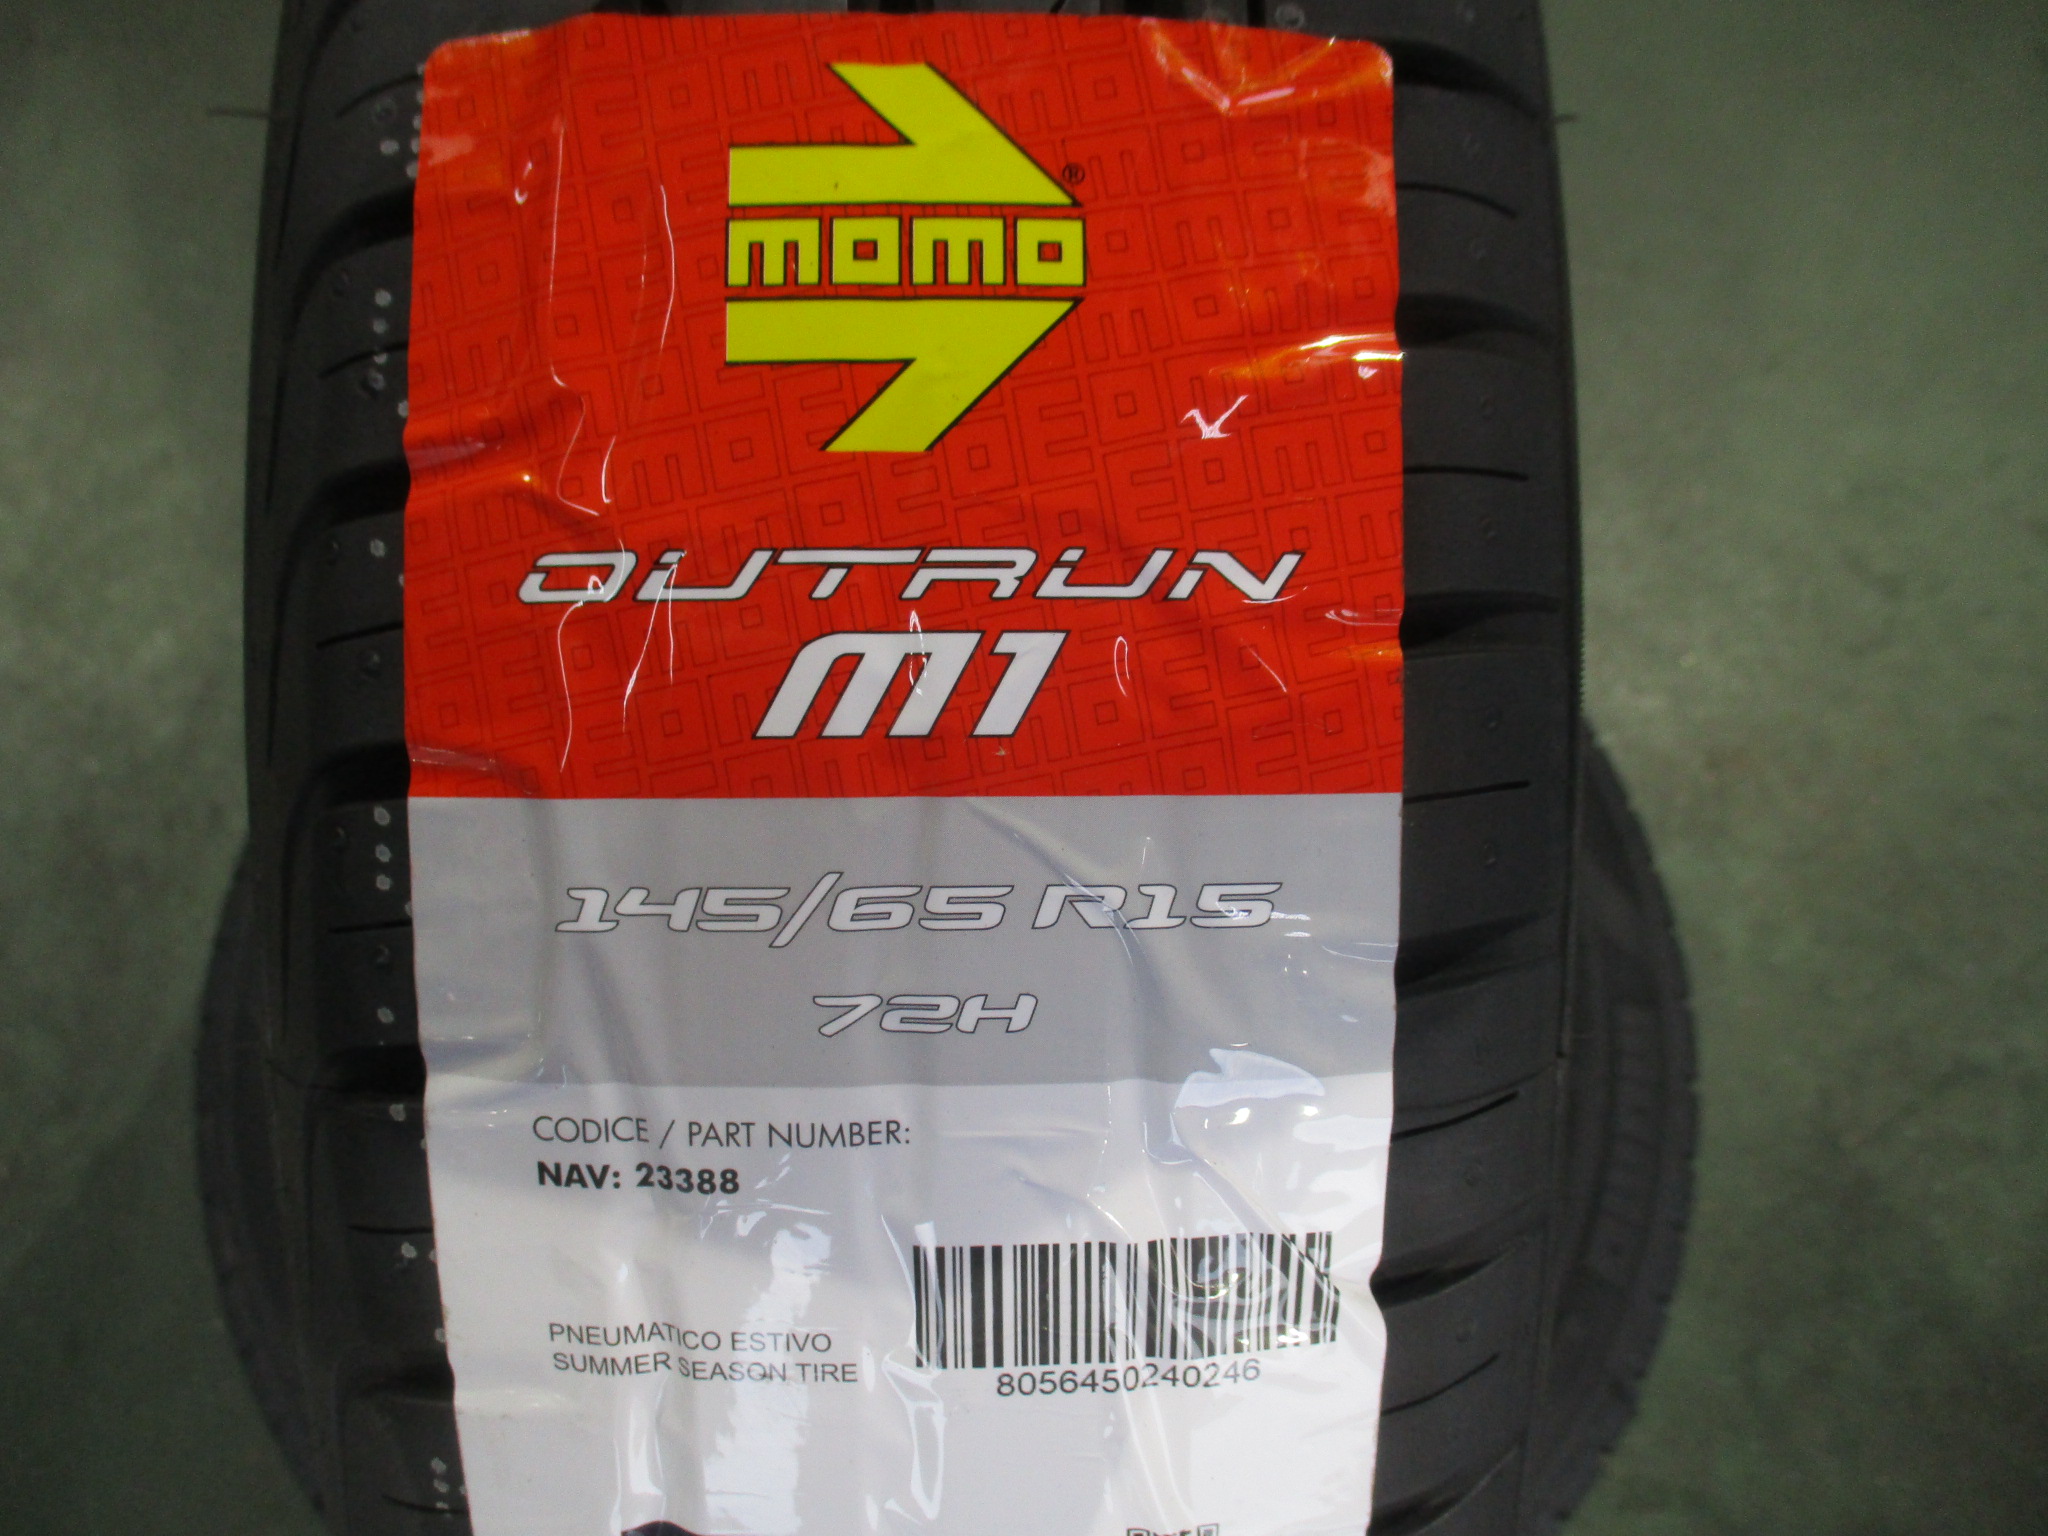 momo®
OUTRUN
M1
145/65 R15
72H
CODICE / PART NUMBER:
NAV: 23388
PNEUMATICO ESTIVO
SUMMER SEASON TIRE
8056450240246